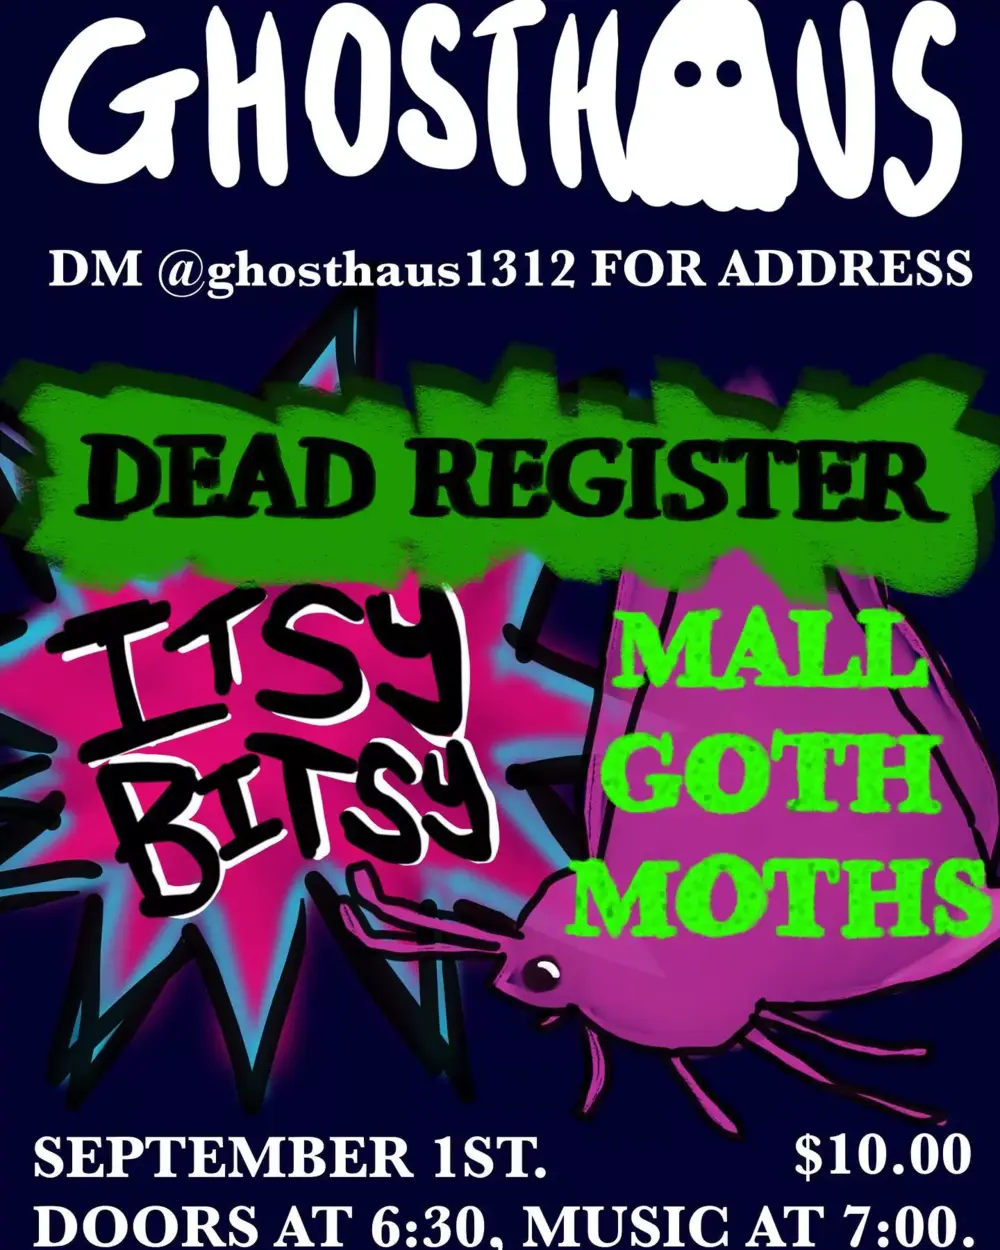 GHOSTHAUS
DM @ghosthaus1312 FOR ADDRESS
DEAD REGISTER
ITSY
BITSY
MALL
GOTH
MOTHS
SEPTEMBER 1ST.
$10.00
DOORS AT 6:30, MUSIC AT 7:00.